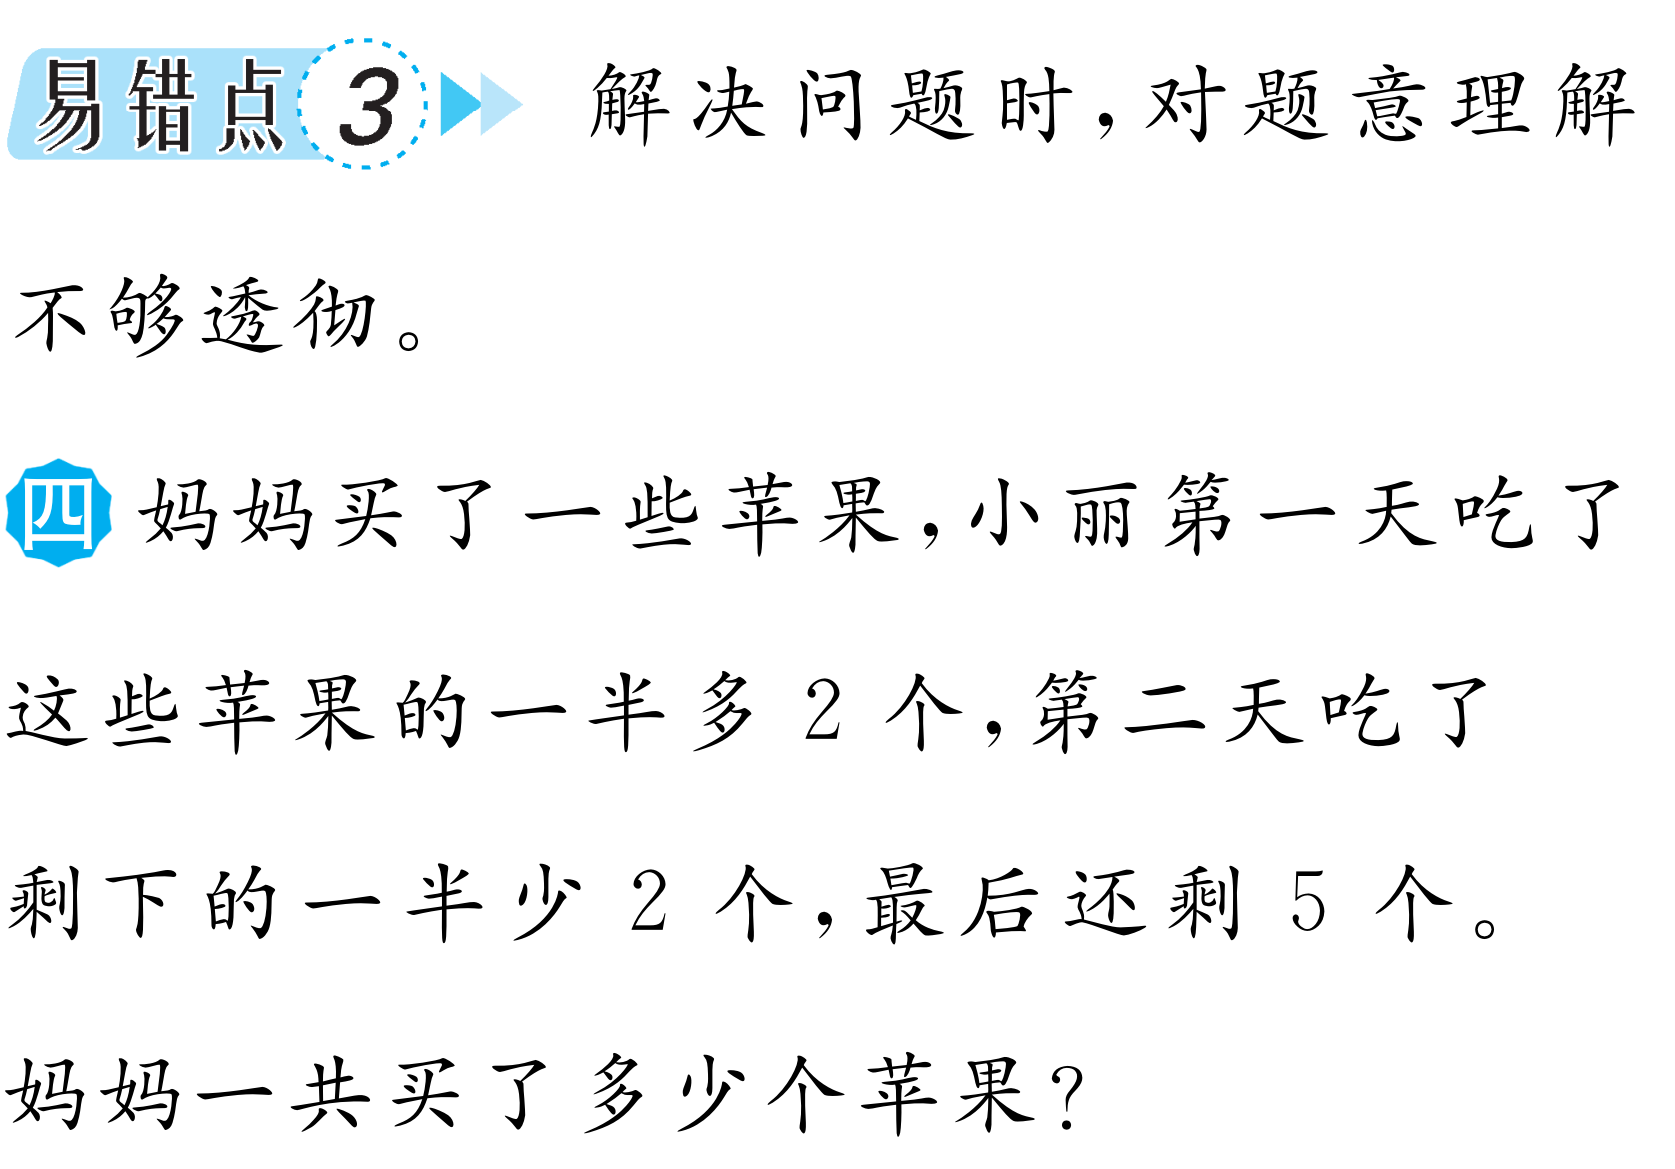 易错点3 解决问题时,对题意理解
不够透彻。
四 妈妈买了一些苹果,小丽第一天吃了
这些苹果的一半多 2 个,第二天吃了
剩下的一半少 2 个,最后还剩 5 个。
妈妈一共买了多少个苹果?